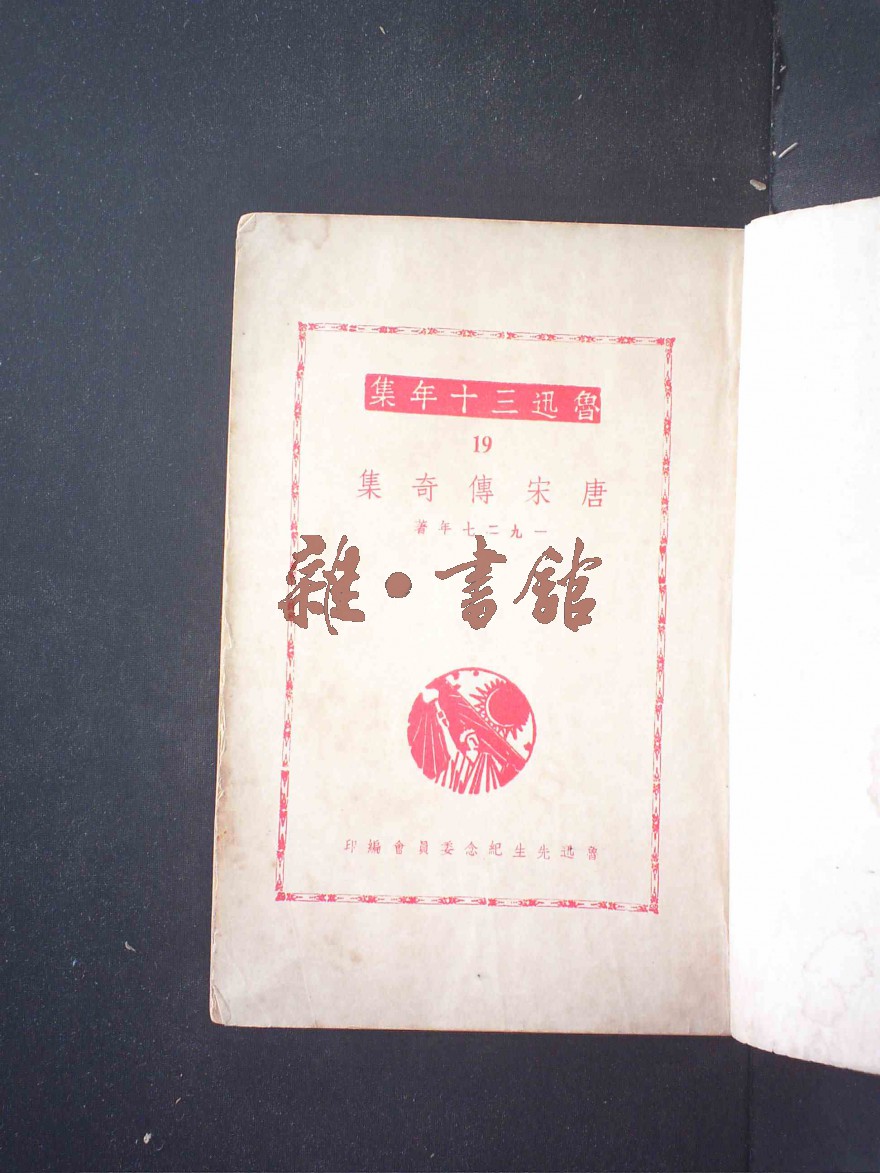 魯迅三十年集
19
唐宋傳奇集
一九二七年著
雜·書館
魯迅先生紀念委員會編印